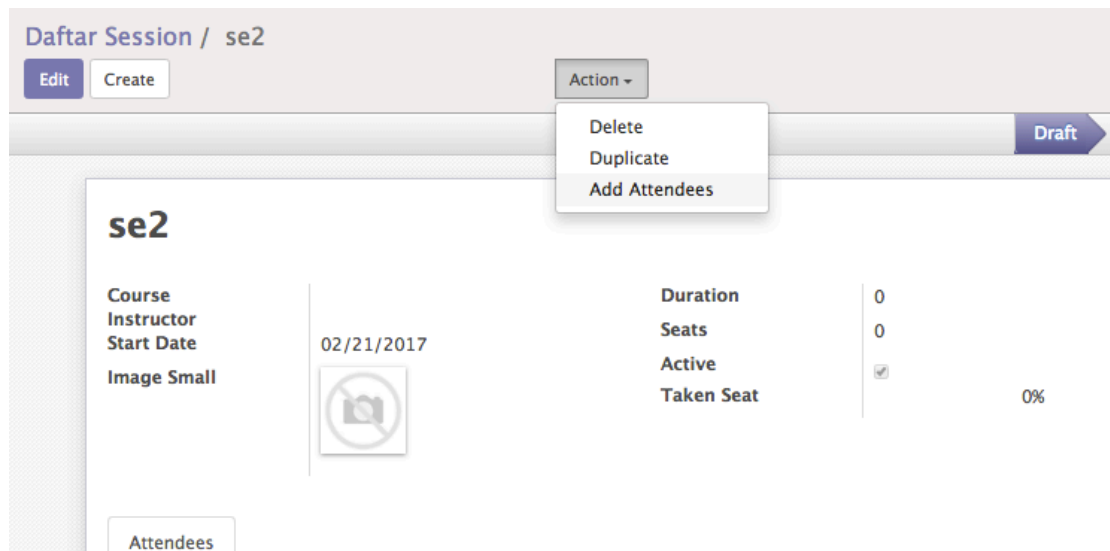 Daftar Session / se2
Edit Create Action
Delete
Duplicate
Add Attendees
Draft
se2
Course
Instructor
Start Date 02/21/2017
Image Small
Duration 0
Seats 0
Active
Taken Seat 0%
Attendees